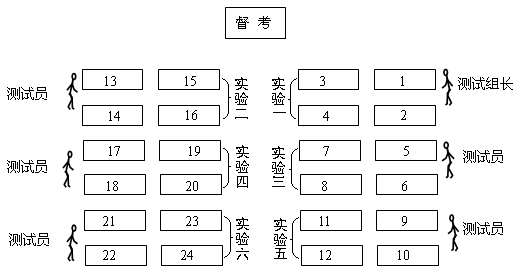 督 考
测试员 13 15 实验二 实验一 3 1 测试组长
14 16 4 2
测试员 17 19 实验四 实验三 7 5 测试员
18 20 8 6
测试员 21 23 实验六 实验五 11 9 测试员
22 24 12 10